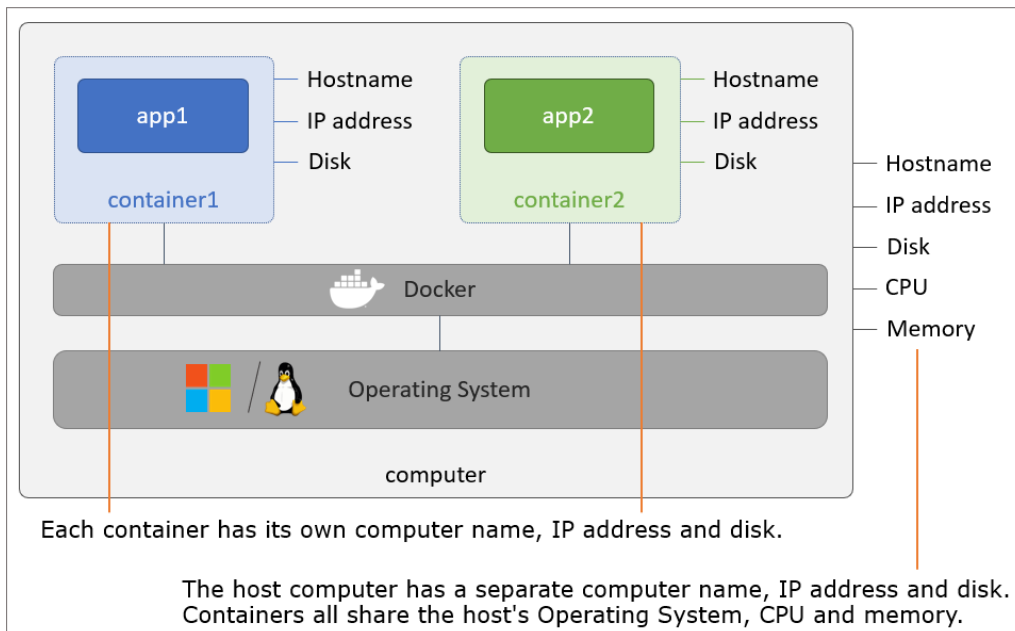 app1
Hostname
IP address
Disk
container1
app2
Hostname
IP address
Disk
container2
Hostname
IP address
Disk
CPU
Memory
Docker
Operating System
computer
Each container has its own computer name, IP address and disk.
The host computer has a separate computer name, IP address and disk.
Containers all share the host's Operating System, CPU and memory.